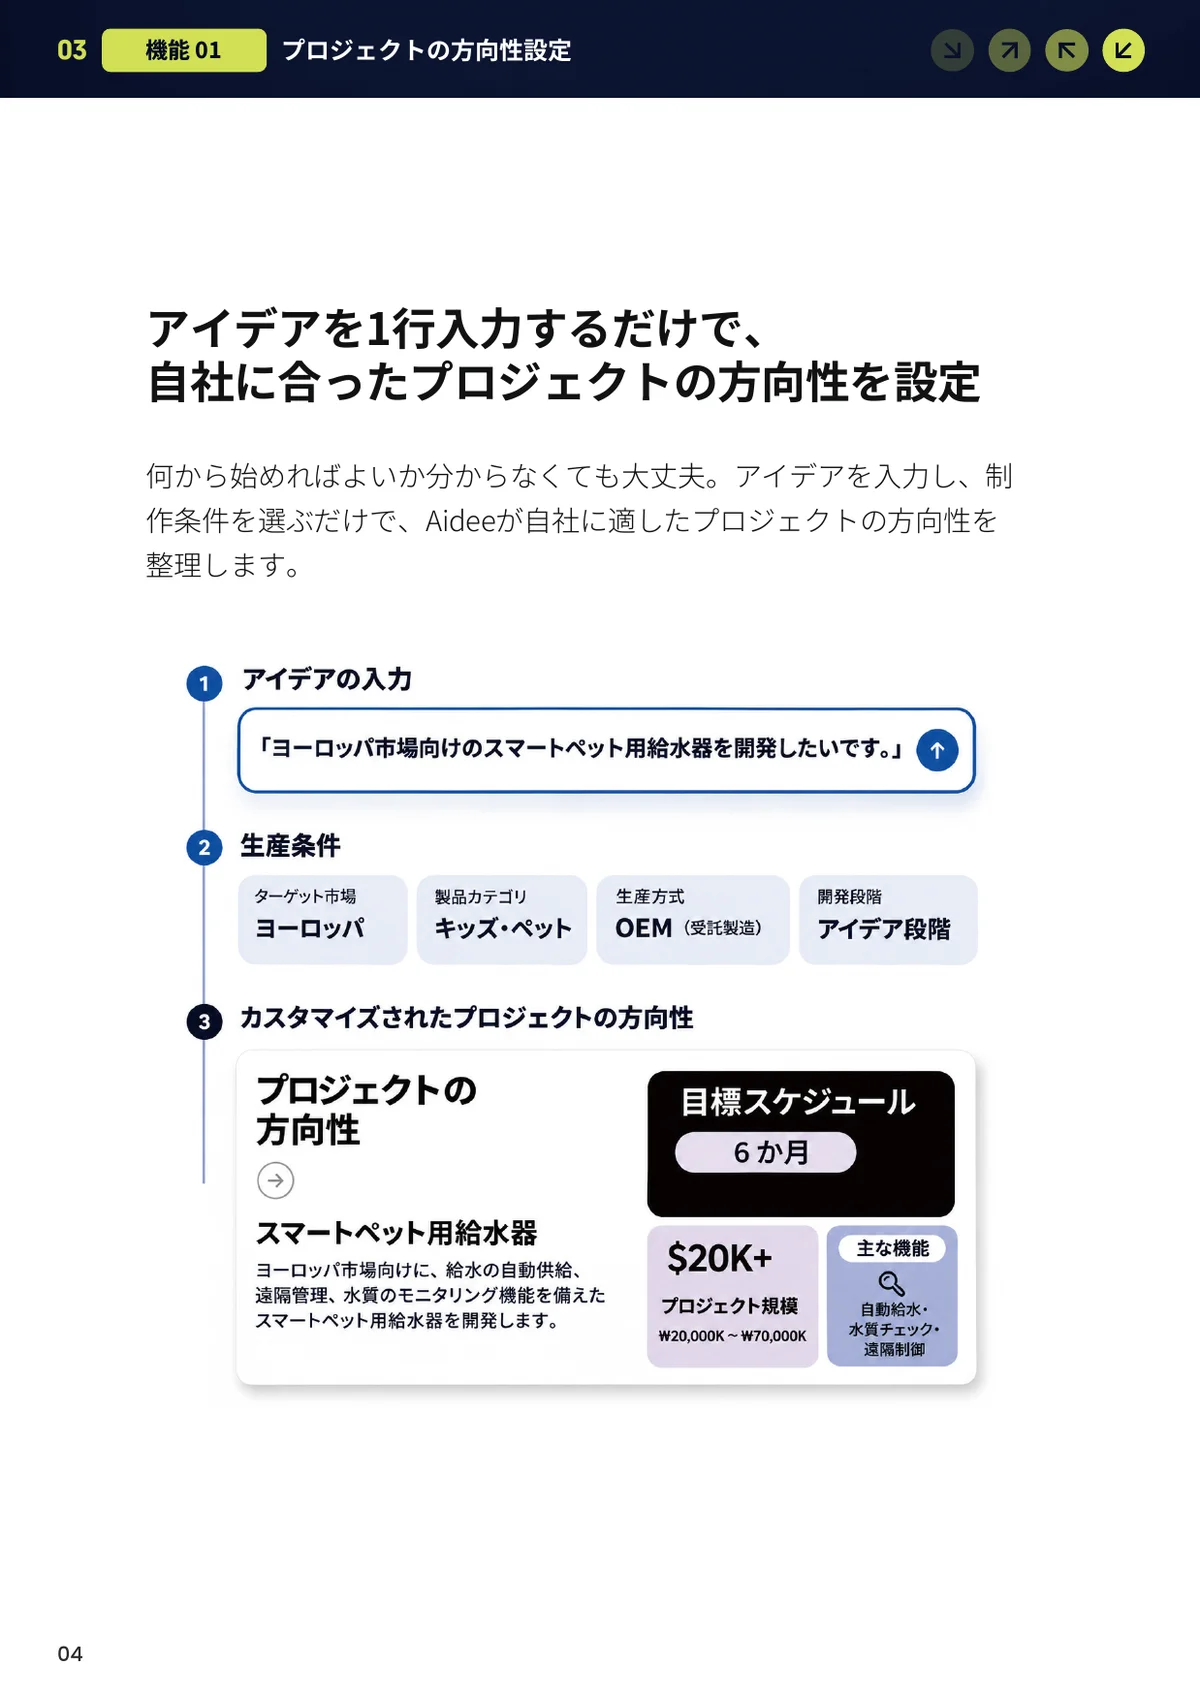 03 機能 01 プロジェクトの方向性設定
アイデアを1行入力するだけで、
自社に合ったプロジェクトの方向性を設定
何から始めればよいか分からなくても大丈夫。アイデアを入力し、制
作条件を選ぶだけで、Aideeが自社に適したプロジェクトの方向性を
整理します。
1 アイデアの入力
「ヨーロッパ市場向けのスマートペット用給水器を開発したいです。」
2 生産条件
ターゲット市場
ヨーロッパ
製品カテゴリ
キッズ・ペット
生産方式
OEM（受託製造）
開発段階
アイデア段階
3 カスタマイズされたプロジェクトの方向性
プロジェクトの
方向性
スマートペット用給水器
ヨーロッパ市場向けに、給水の自動供給、
遠隔管理、水質のモニタリング機能を備えた
スマートペット用給水器を開発します。
目標スケジュール
6 か月
$20K+
プロジェクト規模
₩20,000K ~ ₩70,000K
主な機能
自動給水・
水質チェック・
遠隔制御
04